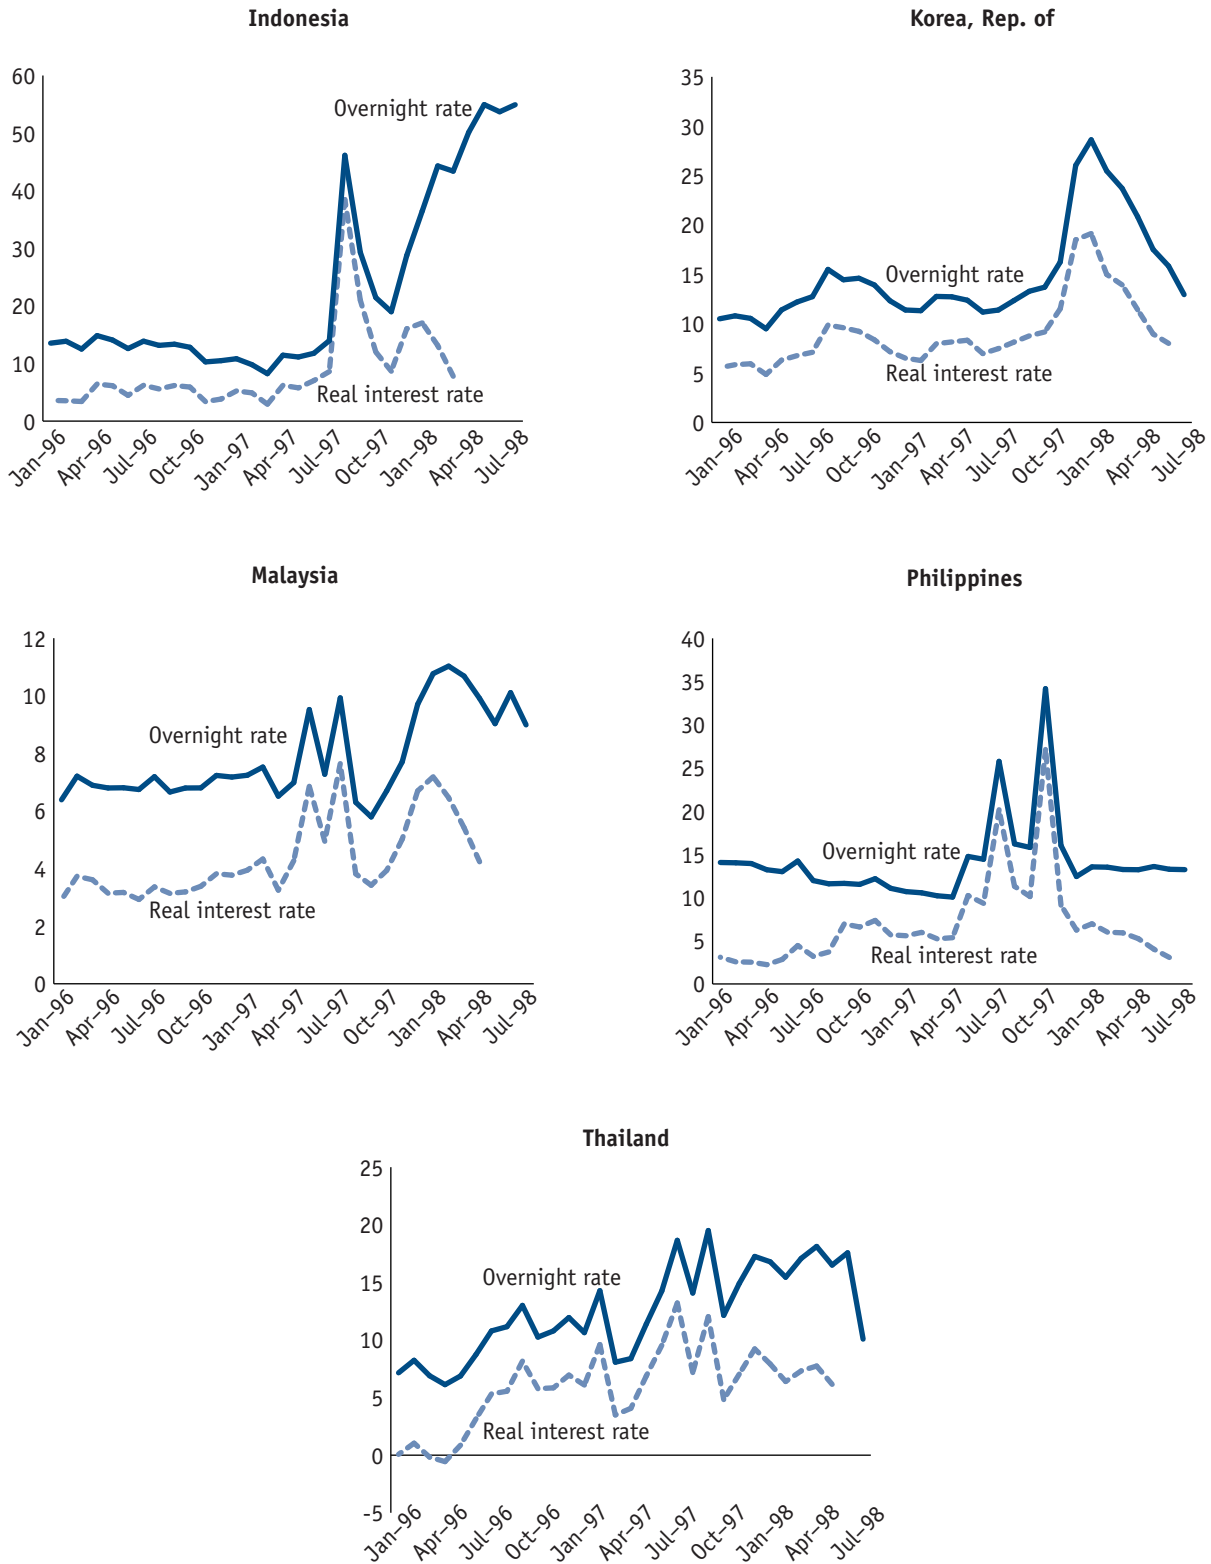 Indonesia
60
50
40
30
20
10
0
Overnight rate
Real interest rate
Jan–96
Apr–96
Jul–96
Oct–96
Jan–97
Apr–97
Jul–97
Oct–97
Jan–98
Apr–98
Jul–98
Korea, Rep. of
35
30
25
20
15
10
5
0
Overnight rate
Real interest rate
Jan–96
Apr–96
Jul–96
Oct–96
Jan–97
Apr–97
Jul–97
Oct–97
Jan–98
Apr–98
Jul–98
Malaysia
12
10
8
6
4
2
0
Overnight rate
Real interest rate
Jan–96
Apr–96
Jul–96
Oct–96
Jan–97
Apr–97
Jul–97
Oct–97
Jan–98
Apr–98
Jul–98
Philippines
40
35
30
25
20
15
10
5
0
Overnight rate
Real interest rate
Jan–96
Apr–96
Jul–96
Oct–96
Jan–97
Apr–97
Jul–97
Oct–97
Jan–98
Apr–98
Jul–98
Thailand
25
20
15
10
5
0
-5
Overnight rate
Real interest rate
Jan–96
Apr–96
Jul–96
Oct–96
Jan–97
Apr–97
Jul–97
Oct–97
Jan–98
Apr–98
Jul–98